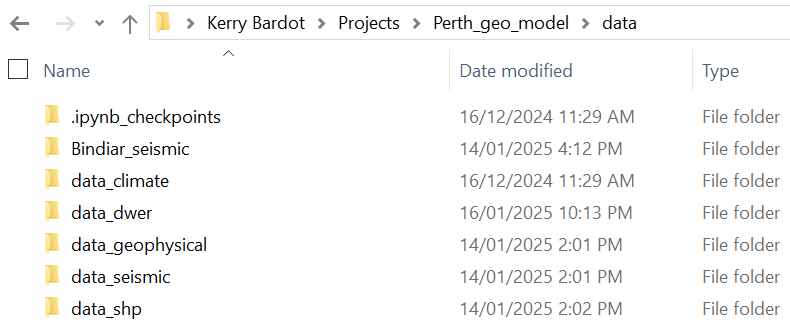 Kerry Bardot > Projects > Perth_geo_model > data
Name Date modified Type
.ipynb_checkpoints 16/12/2024 11:29 AM File folder
Bindiar_seismic 14/01/2025 4:12 PM File folder
data_climate 16/12/2024 11:29 AM File folder
data_dwer 16/01/2025 10:13 PM File folder
data_geophysical 14/01/2025 2:01 PM File folder
data_seismic 14/01/2025 2:01 PM File folder
data_shp 14/01/2025 2:02 PM File folder